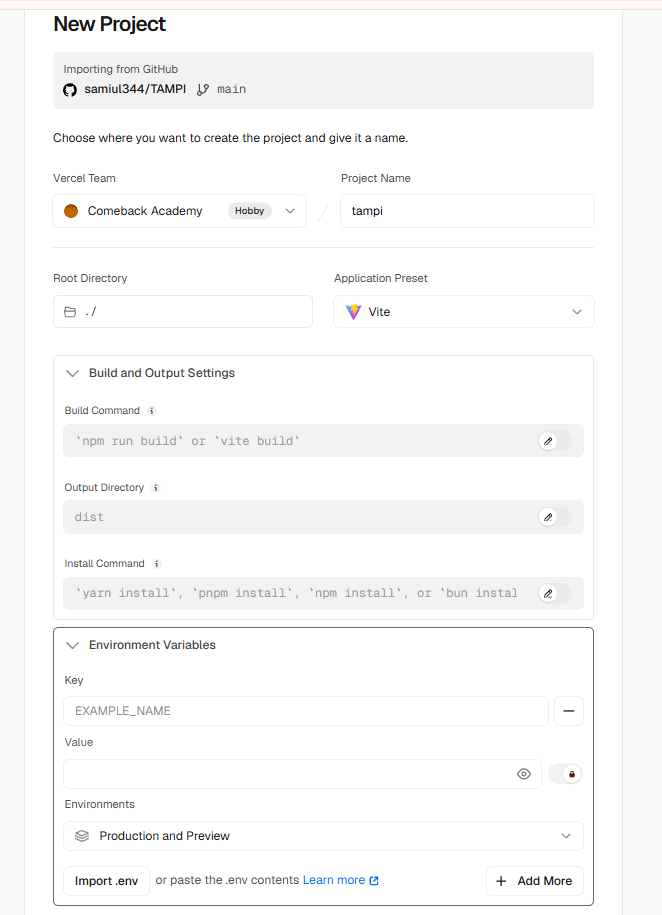 New Project
Importing from GitHub
samiul344/TAMPI main
Choose where you want to create the project and give it a name.
Vercel Team
Project Name
Comeback Academy Hobby
/
tampi
Root Directory
Application Preset
./
Vite
Build and Output Settings
Build Command
`npm run build` or `vite build`
Output Directory
dist
Install Command
`yarn install`, `pnpm install`, `npm install`, or `bun instal
Environment Variables
Key
EXAMPLE_NAME
Value
Environments
Production and Preview
Import .env or paste the .env contents Learn more
Add More